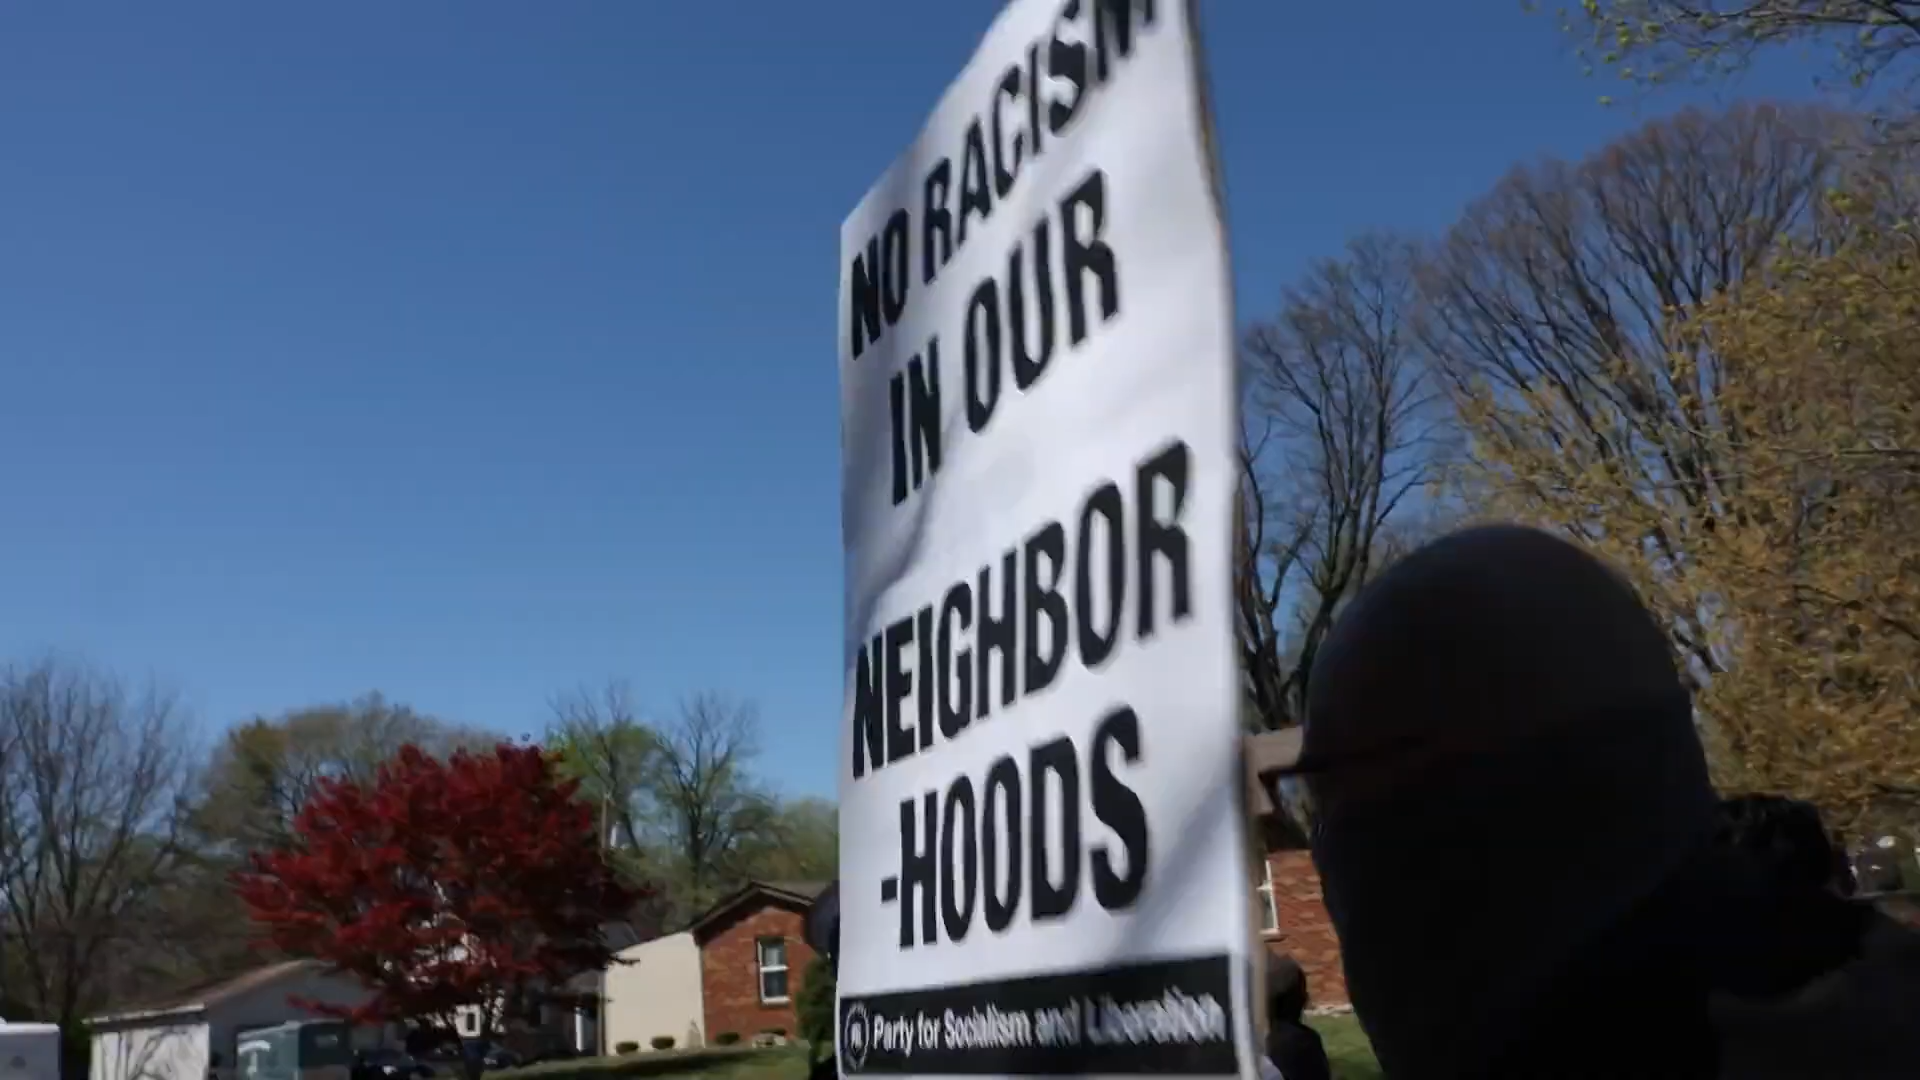 NO RACISM
IN OUR
NEIGHBOR
-HOODS
Party for Socialism and Liberation